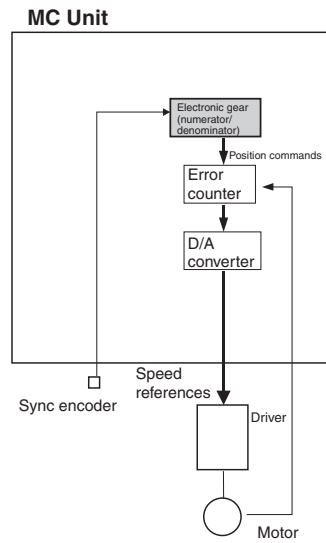 MC Unit
Electronic gear
(numerator/
denominator)
Position commands
Error
counter
D/A
converter
Speed
references
Sync encoder
Driver
Motor